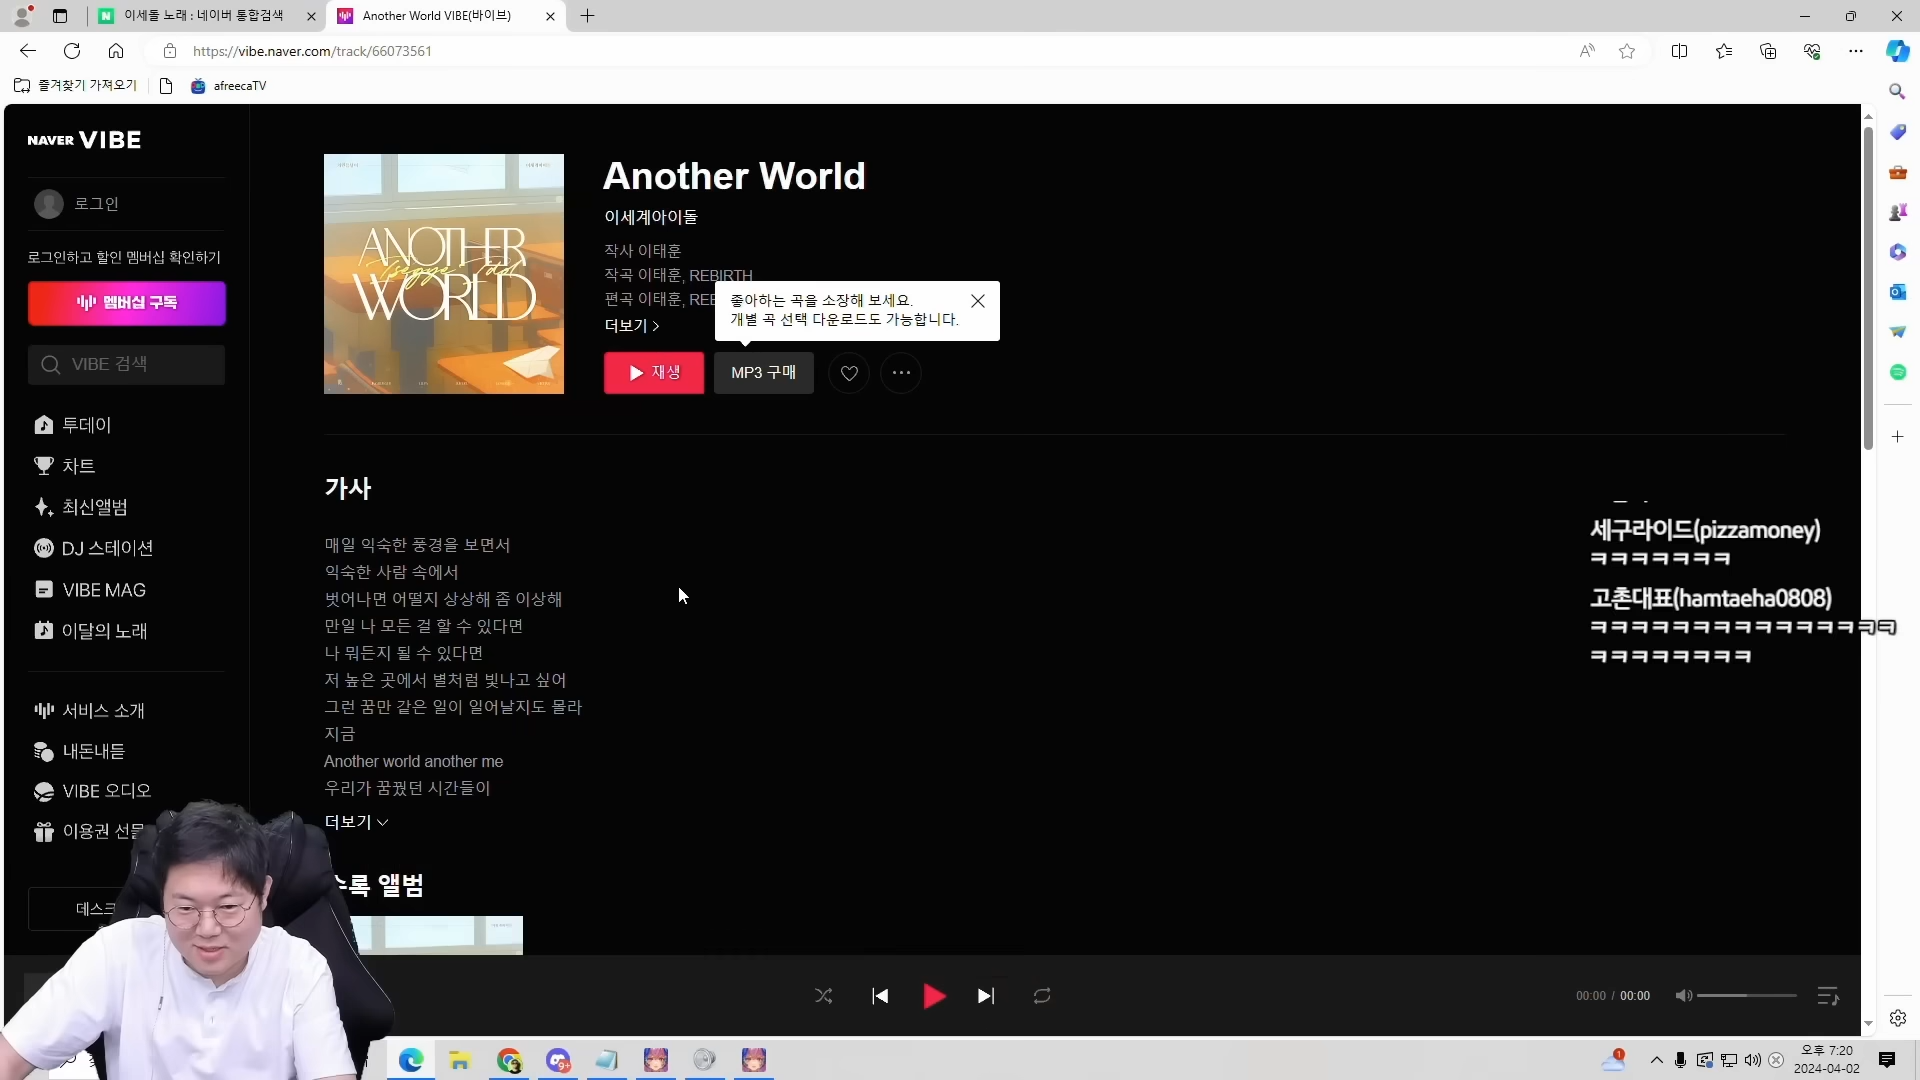 이세돌 노래 : 네이버 통합검색
Another World VIBE(바이브)
https://vibe.naver.com/track/66073561
즐겨찾기 가져오기
afreecaTV
NAVER VIBE
로그인
로그인하고 할인 멤버십 확인하기
멤버십 구독
VIBE 검색
투데이
차트
최신앨범
DJ 스테이션
VIBE MAG
이달의 노래
서비스 소개
내돈내듣
VIBE 오디오
이용권 선물
데스크
ANOTHER
Isegye Idol
WORLD
Another World
이세계아이돌
작사 이태훈
작곡 이태훈, REBIRTH
편곡 이태훈, RE
더보기
좋아하는 곡을 소장해 보세요.
개별 곡 선택 다운로드도 가능합니다.
재생
MP3 구매
가사
매일 익숙한 풍경을 보면서
익숙한 사람 속에서
벗어나면 어떨지 상상해 좀 이상해
만일 나 모든 걸 할 수 있다면
나 뭐든지 될 수 있다면
저 높은 곳에서 별처럼 빛나고 싶어
그런 꿈만 같은 일이 일어날지도 몰라
지금
Another world another me
우리가 꿈꿨던 시간들이
더보기
수록 앨범
세구라이드(pizzamoney)
ㅋㅋㅋㅋㅋㅋㅋ
고촌대표(hamtaeha0808)
ㅋㅋㅋㅋㅋㅋㅋㅋㅋㅋㅋㅋㅋㅋㅋ
ㅋㅋㅋㅋㅋㅋㅋㅋ
00:00 / 00:00
9+
1
오후 7:20
2024-04-02